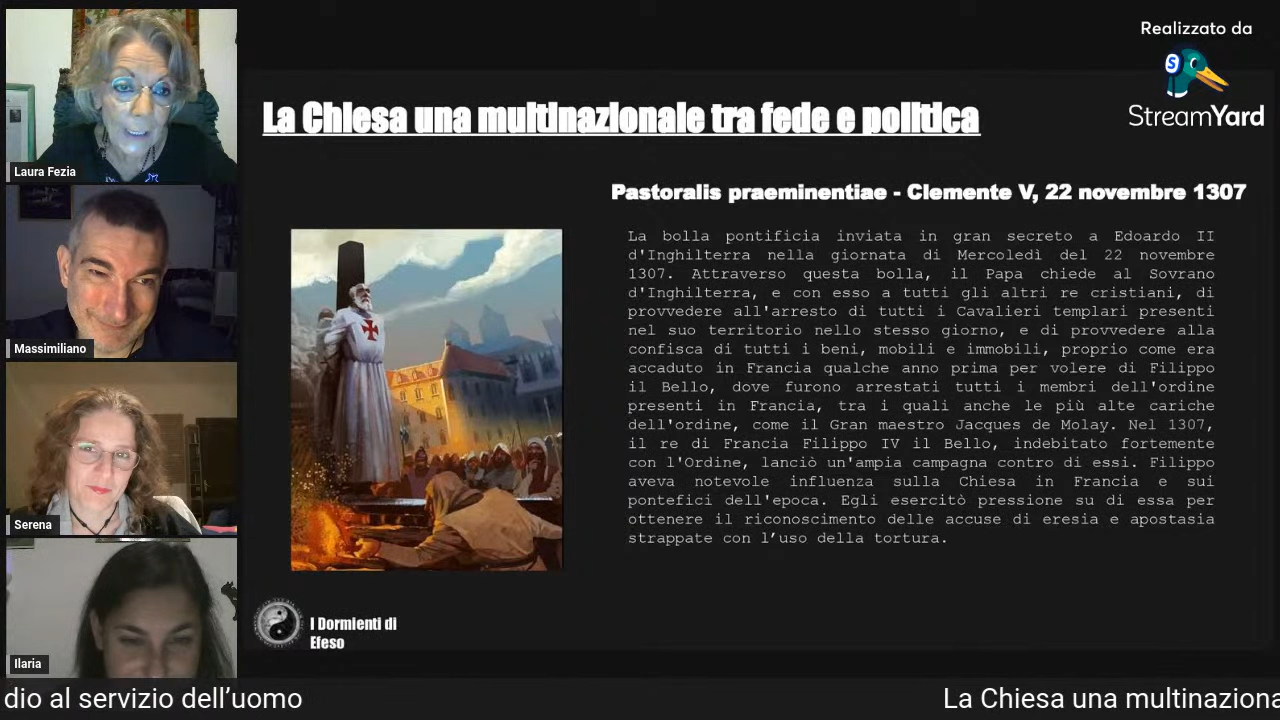 Realizzato da
StreamYard
La Chiesa una multinazionale tra fede e politica
Pastoralis praeminentiae - Clemente V, 22 novembre 1307
La bolla pontificia inviata in gran secreto a Edoardo II
d'Inghilterra nella giornata di Mercoledì del 22 novembre
1307. Attraverso questa bolla, il Papa chiede al Sovrano
d'Inghilterra, e con esso a tutti gli altri re cristiani, di
provvedere all'arresto di tutti i Cavalieri templari presenti
nel suo territorio nello stesso giorno, e di provvedere alla
confisca di tutti i beni, mobili e immobili, proprio come era
accaduto in Francia qualche anno prima per volere di Filippo
il Bello, dove furono arrestati tutti i membri dell'ordine
presenti in Francia, tra i quali anche le più alte cariche
dell'ordine, come il Gran maestro Jacques de Molay. Nel 1307,
il re di Francia Filippo IV il Bello, indebitato fortemente
con l'Ordine, lanciò un'ampia campagna contro di essi. Filippo
aveva notevole influenza sulla Chiesa in Francia e sui
pontefici dell'epoca. Egli esercitò pressione su di essa per
ottenere il riconoscimento delle accuse di eresia e apostasia
strappate con l’uso della tortura.
Laura Fezia
Massimiliano
Serena
Ilaria
I Dormienti di
Efeso
dio al servizio dell’uomo
La Chiesa una multinaziona